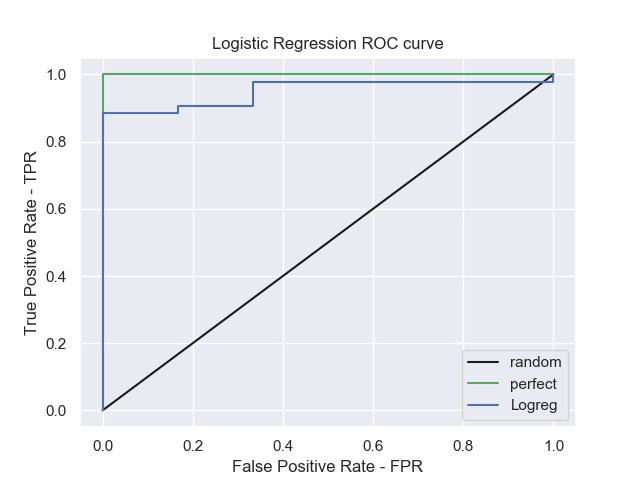 Logistic Regression ROC curve
True Positive Rate - TPR
1.0
0.8
0.6
0.4
0.2
0.0
random
perfect
Logreg
0.0 0.2 0.4 0.6 0.8 1.0
False Positive Rate - FPR